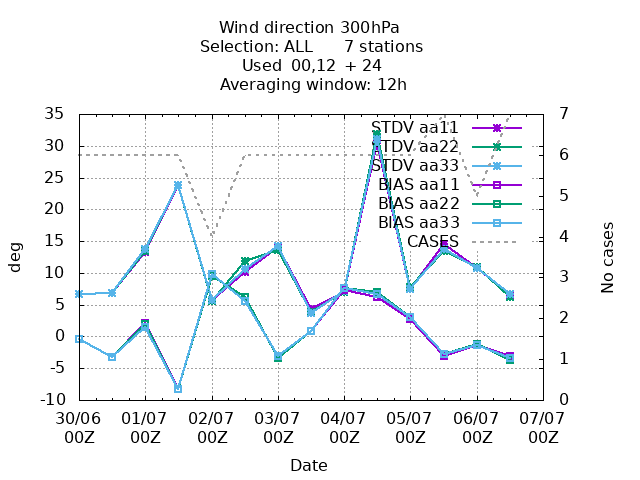 Wind direction 300hPa
Selection: ALL 7 stations
Used 00,12 + 24
Averaging window: 12h
35
30
25
20
15
10
5
0
-5
-10
7
6
5
4
3
2
1
0
deg
No cases
STDV aa11
STDV aa22
STDV aa33
BIAS aa11
BIAS aa22
BIAS aa33
CASES
30/06 01/07 02/07 03/07 04/07 05/07 06/07 07/07
00Z 00Z 00Z 00Z 00Z 00Z 00Z 00Z
Date